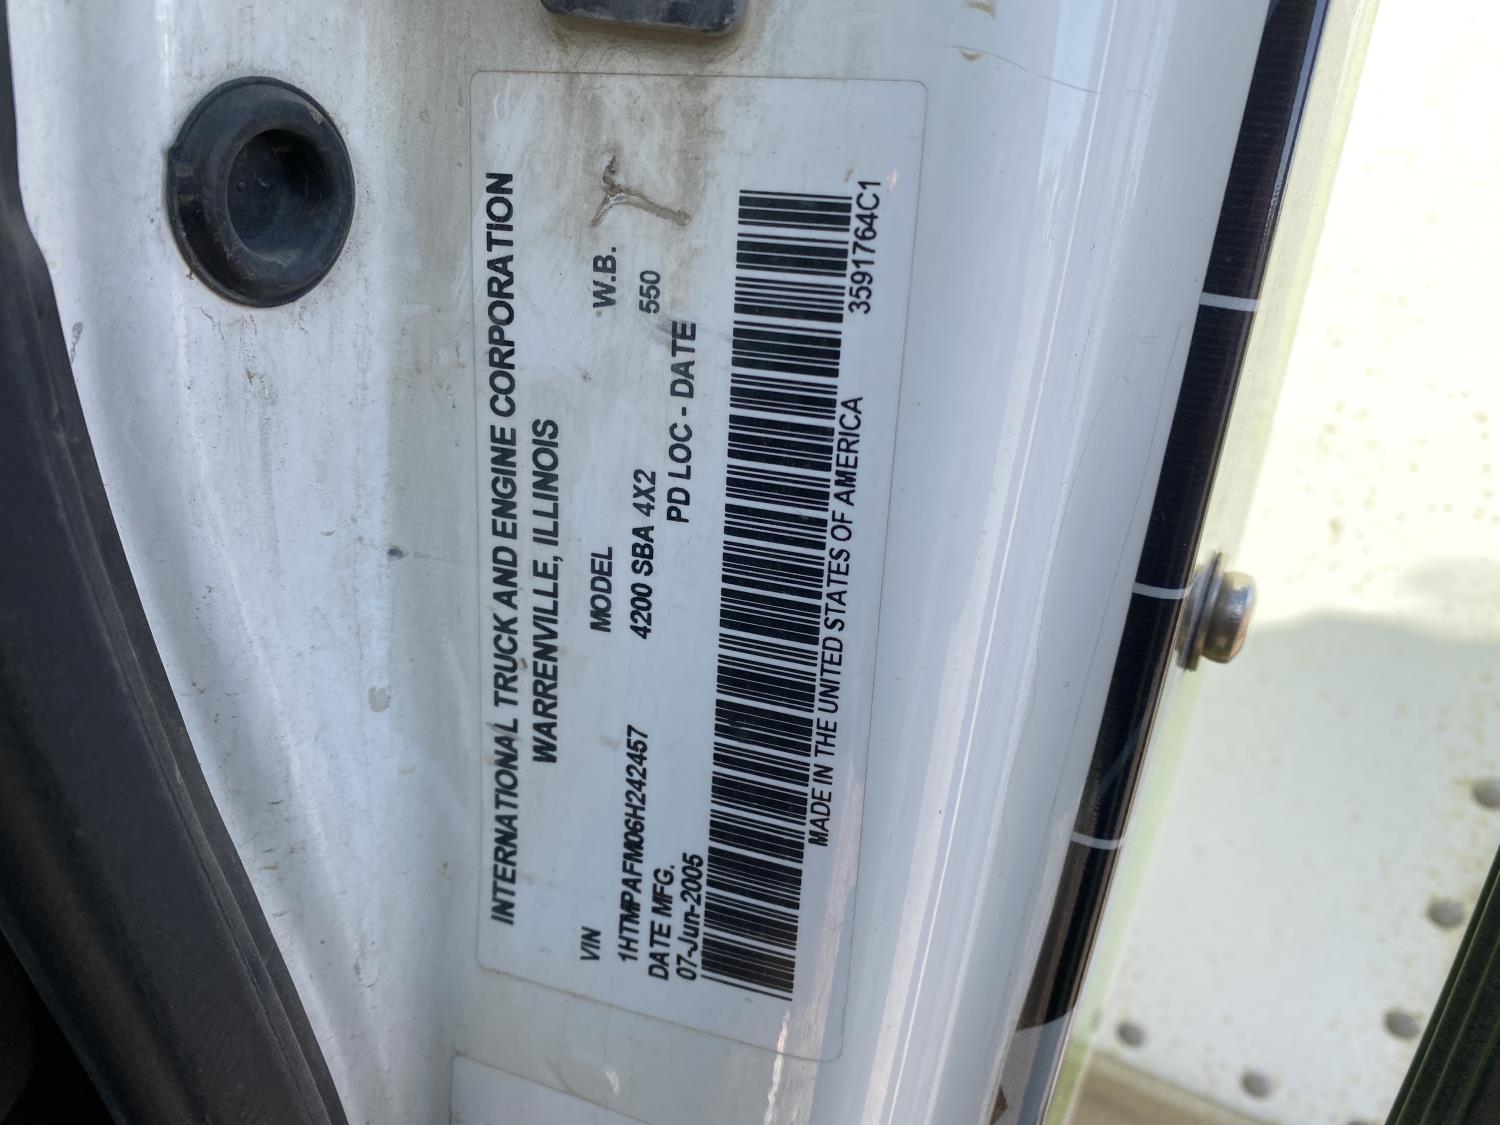 INTERNATIONAL TRUCK AND ENGINE CORPORATION
WARRENVILLE, ILLINOIS
VIN MODEL W.B.
1HTMPAFM06H242457 4200 SBA 4X2 550
DATE MFG. PD LOC - DATE
07-Jun-2005
3591764C1
MADE IN THE UNITED STATES OF AMERICA